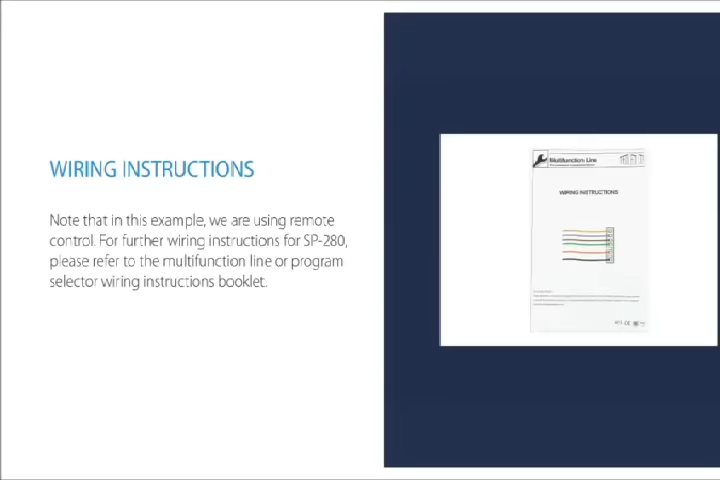 WIRING INSTRUCTIONS
Note that in this example, we are using remote
control. For further wiring instructions for SP-280,
please refer to the multifunction line or program
selector wiring instructions booklet.
Multifunction Line
WIRING INSTRUCTIONS